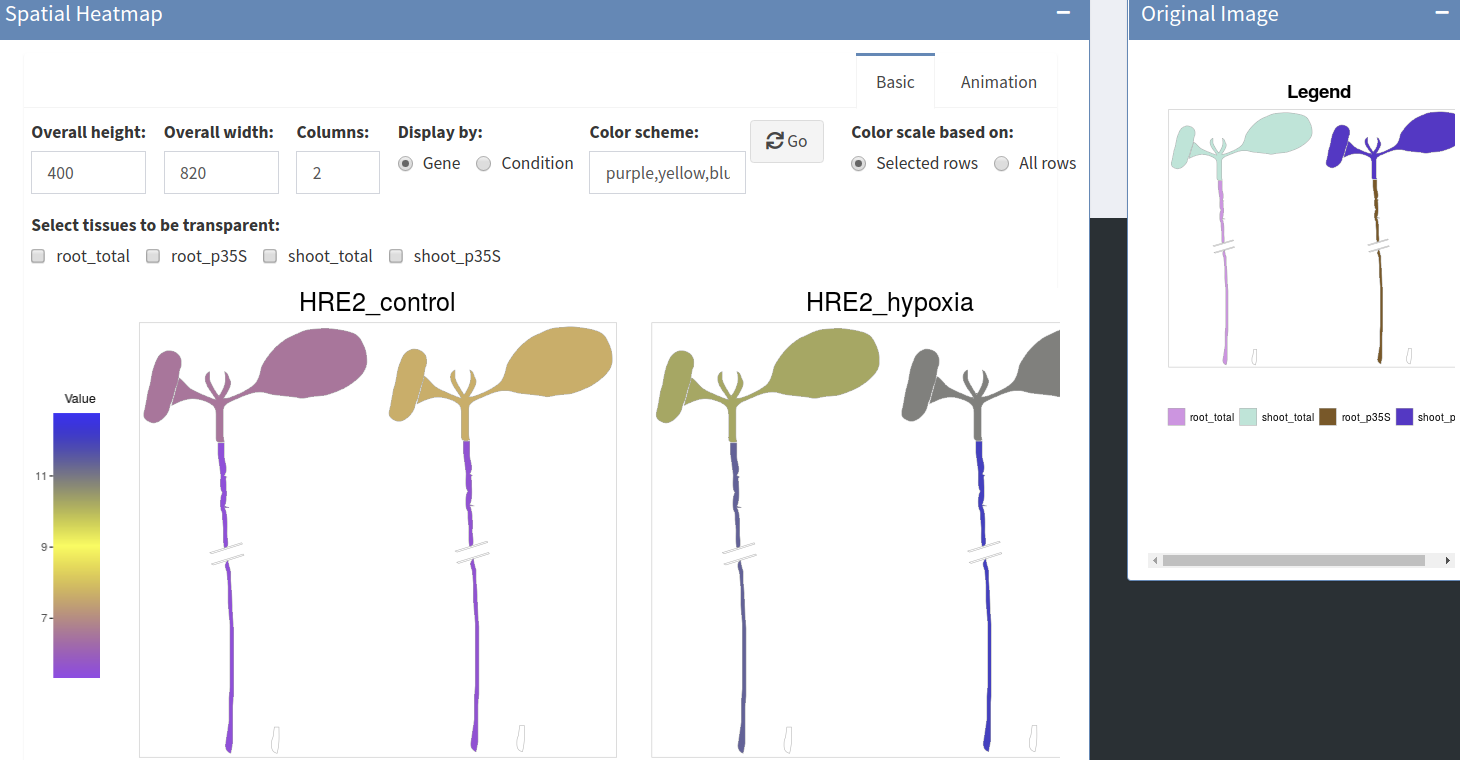 Spatial Heatmap
Original Image
Basic Animation
Overall height: Overall width: Columns: Display by: Color scheme: Go Color scale based on:
400 820 2 Gene Condition purple,yellow,blu Selected rows All rows
Select tissues to be transparent:
root_total root_p35S shoot_total shoot_p35S
HRE2_control HRE2_hypoxia
Value
11
9
7
Legend
root_total shoot_total root_p35S shoot_p